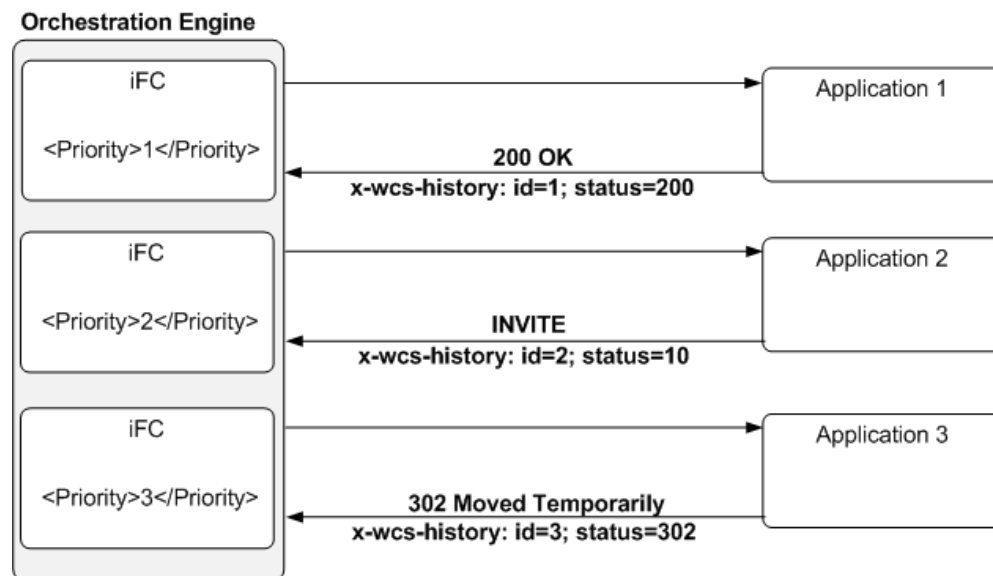 Orchestration Engine
iFC
Application 1
<Priority>1</Priority>
200 OK
x-wcs-history: id=1; status=200
iFC
Application 2
<Priority>2</Priority>
INVITE
x-wcs-history: id=2; status=10
iFC
Application 3
<Priority>3</Priority>
302 Moved Temporarily
x-wcs-history: id=3; status=302